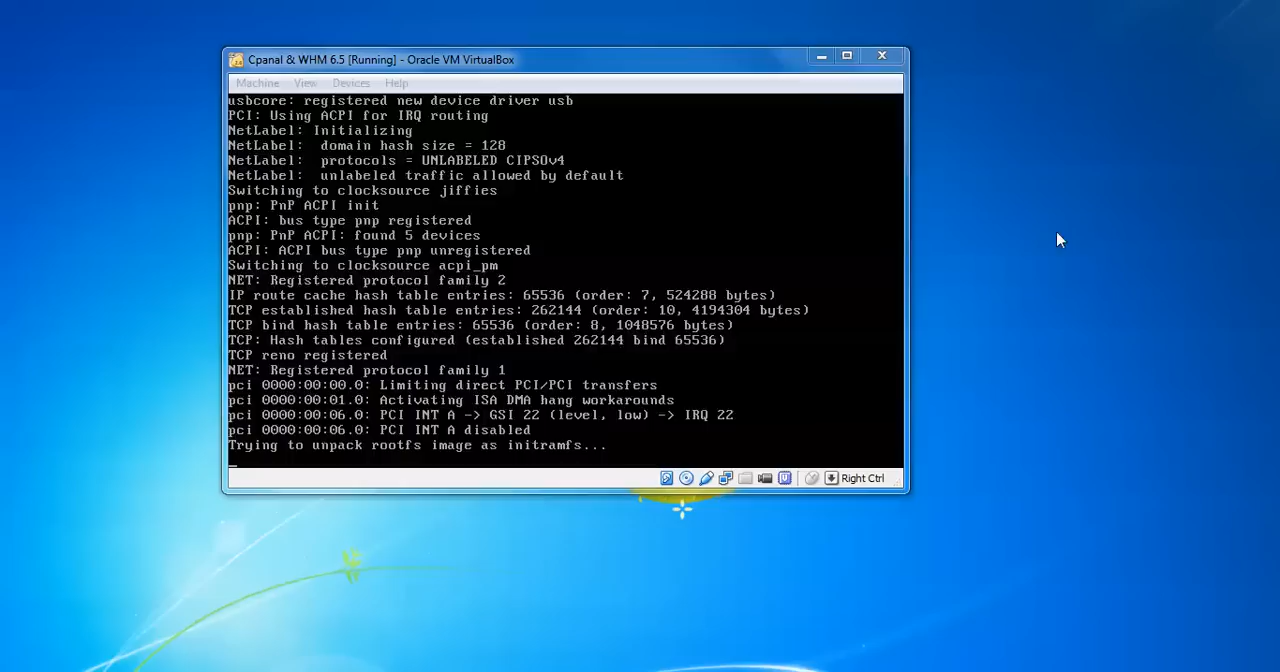 Cpanal & WHM 6.5 [Running] - Oracle VM VirtualBox
Machine View Devices Help
usbcore: registered new device driver usb
PCI: Using ACPI for IRQ routing
NetLabel: Initializing
NetLabel:  domain hash size = 128
NetLabel:  protocols = UNLABELED CIPSOv4
NetLabel:  unlabeled traffic allowed by default
Switching to clocksource jiffies
pnp: PnP ACPI init
ACPI: bus type pnp registered
pnp: PnP ACPI: found 5 devices
ACPI: ACPI bus type pnp unregistered
Switching to clocksource acpi_pm
NET: Registered protocol family 2
IP route cache hash table entries: 65536 (order: 7, 524288 bytes)
TCP established hash table entries: 262144 (order: 10, 4194304 bytes)
TCP bind hash table entries: 65536 (order: 8, 1048576 bytes)
TCP: Hash tables configured (established 262144 bind 65536)
TCP reno registered
NET: Registered protocol family 1
pci 0000:00:00.0: Limiting direct PCI/PCI transfers
pci 0000:00:01.0: Activating ISA DMA hang workarounds
pci 0000:00:06.0: PCI INT A -> GSI 22 (level, low) -> IRQ 22
pci 0000:00:06.0: PCI INT A disabled
Trying to unpack rootfs image as initramfs...
Right Ctrl